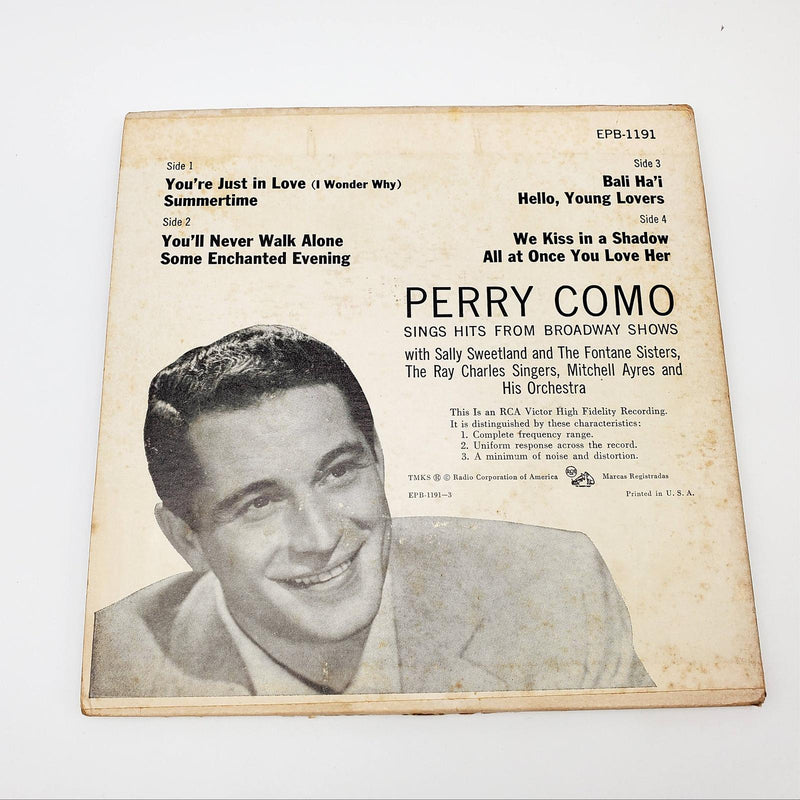 EPB-1191
Side 1
You're Just in Love (I Wonder Why)
Summertime
Side 2
You'll Never Walk Alone
Some Enchanted Evening
Side 3
Bali Ha'i
Hello, Young Lovers
Side 4
We Kiss in a Shadow
All at Once You Love Her
PERRY COMO
SINGS HITS FROM BROADWAY SHOWS
with Sally Sweetland and The Fontane Sisters,
The Ray Charles Singers, Mitchell Ayres and
His Orchestra
This Is an RCA Victor High Fidelity Recording.
It is distinguished by these characteristics:
1. Complete frequency range.
2. Uniform response across the record.
3. A minimum of noise and distortion.
TMKS ® © Radio Corporation of America RCA Marcas Registradas
EPB-1191-3 Printed in U. S. A.